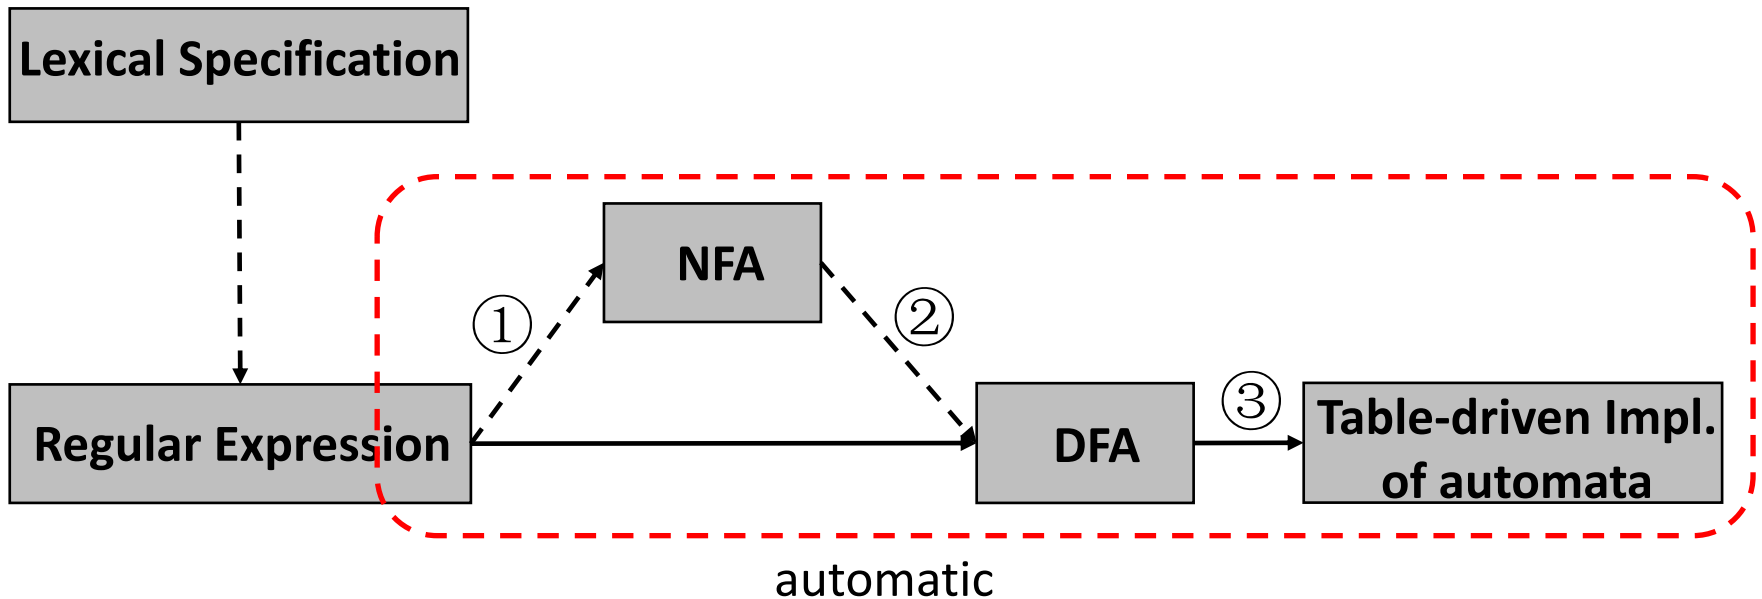 Lexical Specification
NFA
①
②
③
Regular Expression
DFA
Table-driven Impl.
of automata
automatic